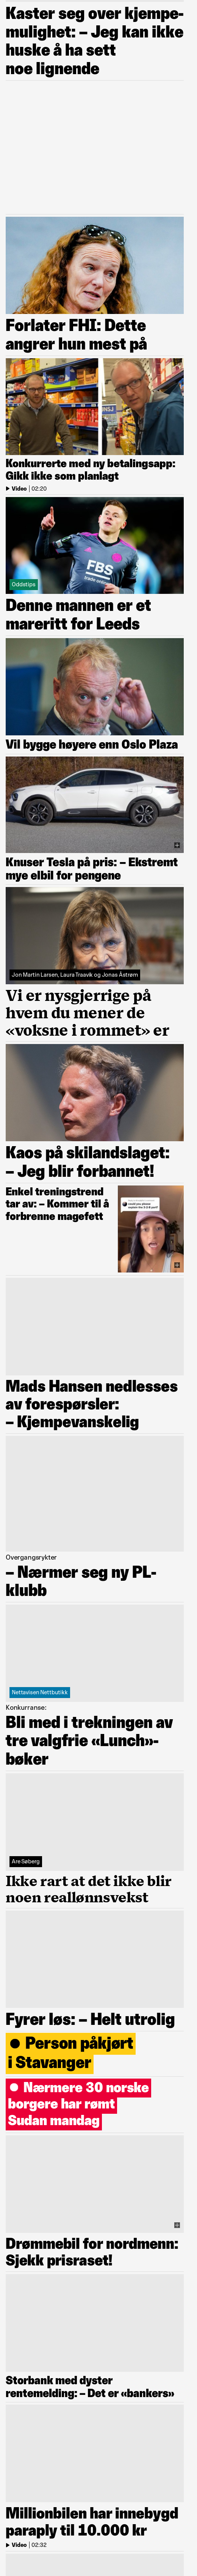 Kaster seg over kjempe-
mulighet: – Jeg kan ikke
huske å ha sett
noe lignende
Forlater FHI: Dette
angrer hun mest på
Konkurrerte med ny betalingsapp:
Gikk ikke som planlagt
Video | 02:20
FBS
Oddstips
Denne mannen er et
mareritt for Leeds
Vil bygge høyere enn Oslo Plaza
Knuser Tesla på pris: – Ekstremt
mye elbil for pengene
Jon Martin Larsen, Laura Traavik og Jonas Åstrøm
Vi er nysgjerrige på
hvem du mener de
«voksne i rommet» er
Kaos på skilandslaget:
– Jeg blir forbannet!
Enkel treningstrend
tar av: – Kommer til å
forbrenne magefett
Mads Hansen nedlesses
av forespørsler:
– Kjempevanskelig
Overgangsrykter
– Nærmer seg ny PL-
klubb
Nettavisen Nettbutikk
Konkurranse:
Bli med i trekningen av
tre valgfrie «Lunch»-
bøker
Are Søberg
Ikke rart at det ikke blir
noen reallønnsvekst
Fyrer løs: – Helt utrolig
Person påkjørt
i Stavanger
Nærmere 30 norske
borgere har rømt
Sudan mandag
Drømmebil for nordmenn:
Sjekk prisraset!
Storbank med dyster
rentemelding: – Det er «bankers»
Millionbilen har innebygd
paraply til 10.000 kr
Video | 02:32